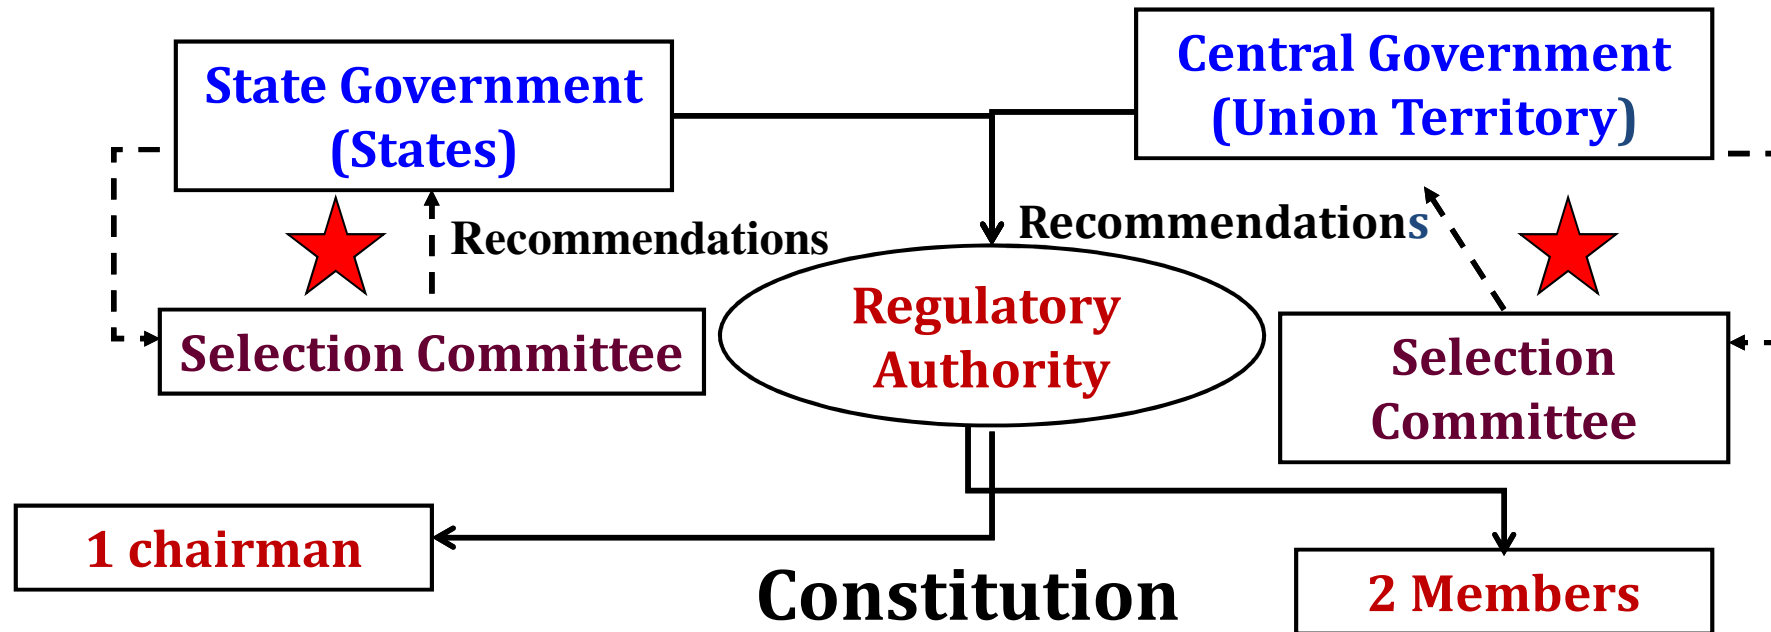 State Government
(States)
Central Government
(Union Territory)
Recommendations
Recommendations
Selection Committee
Regulatory
Authority
Selection
Committee
1 chairman
Constitution
2 Members